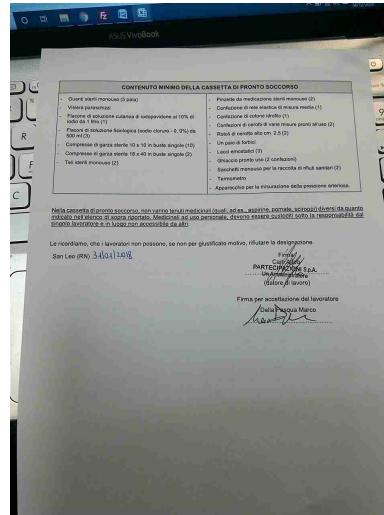 ASUS VivoBook
CONTENUTO MINIMO DELLA CASSETTA DI PRONTO SOCCORSO
- Guanti sterili monouso (5 paia)
- Visiera paraschizzi
- Flacone di soluzione cutanea di iodopovidone al 10% di
iodio da 1 litro (1)
- Flaconi di soluzione fisiologica (sodio cloruro - 0, 9%) da
500 ml (3)
- Compresse di garza sterile 10 x 10 in buste singole (10)
- Compresse di garza sterile 18 x 40 in buste singole (2)
- Teli sterili monouso (2)
- Pinzette da medicazione sterili monouso (2)
- Confezione di rete elastica di misura media (1)
- Confezione di cotone idrofilo (1)
- Confezioni di cerotti di varie misure pronti all'uso (2)
- Rotoli di cerotto alto cm. 2,5 (2)
- Un paio di forbici
- Lacci emostatici (3)
- Ghiaccio pronto uso (2 confezioni)
- Sacchetti monouso per la raccolta di rifiuti sanitari (2)
- Termometro
- Apparecchio per la misurazione della pressione arteriosa.
Nella cassetta di pronto soccorso, non vanno tenuti medicinali (quali, ad es., aspirine, pomate, sciroppi) diversi da quanto
indicato nell'elenco di sopra riportato. Medicinali ad uso personale, devono essere custoditi sotto la responsabilità dal
singolo lavoratore e in luogo non accessibile da altri.
Le ricordiamo, che i lavoratori non possono, se non per giustificato motivo, rifiutare la designazione.
San Leo (RN)
Firma
PARTECIPAZIONI S.p.A.
Un Amministratore
(datore di lavoro)
Firma per accettazione del lavoratore
Della Pasqua Marco